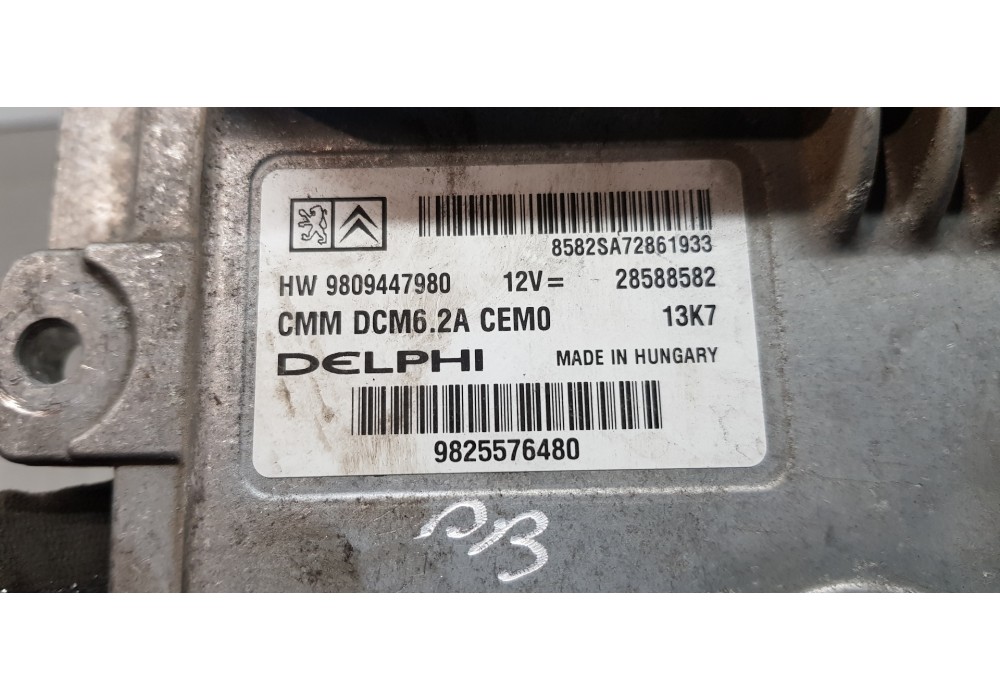 8582SA72861933
HW 9809447980 12V= 28588582
CMM DCM6.2A CEM0 13K7
DELPHI MADE IN HUNGARY
9825576480